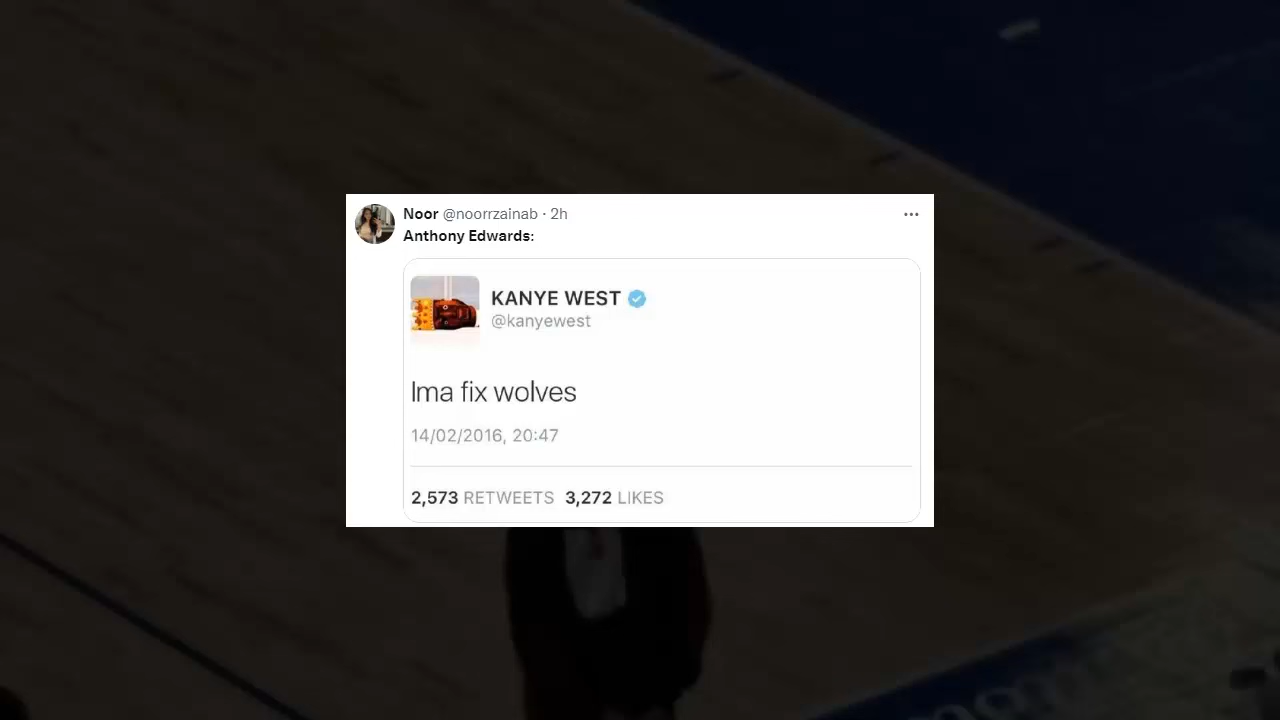 Noor @noorrzainab · 2h
Anthony Edwards:
KANYE WEST
@kanyewest
Ima fix wolves
14/02/2016, 20:47
2,573 RETWEETS 3,272 LIKES